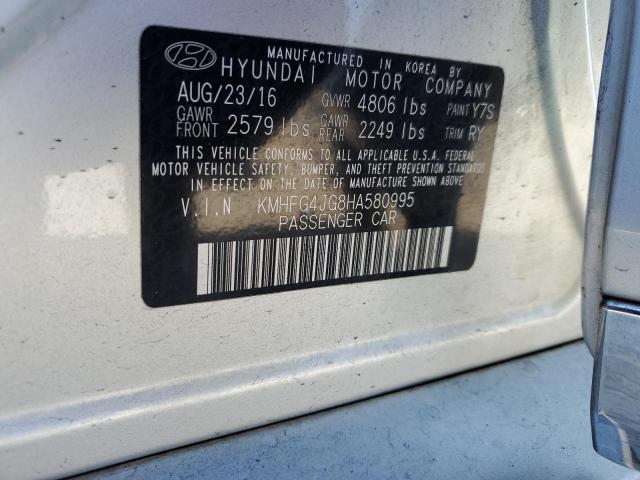 MANUFACTURED IN KOREA BY
HYUNDAI MOTOR COMPANY
AUG/23/16 GVWR 4806 lbs PAINT Y7S
GAWR FRONT 2579 lbs GAWR REAR 2249 lbs TRIM RY
THIS VEHICLE CONFORMS TO ALL APPLICABLE U.S.A. FEDERAL
MOTOR VEHICLE SAFETY, BUMPER, AND THEFT PREVENTION STANDARDS
IN EFFECT ON THE DATE OF MANUFACTURE SHOWN ABOVE.
V.I.N KMHFG4JG8HA580995
PASSENGER CAR